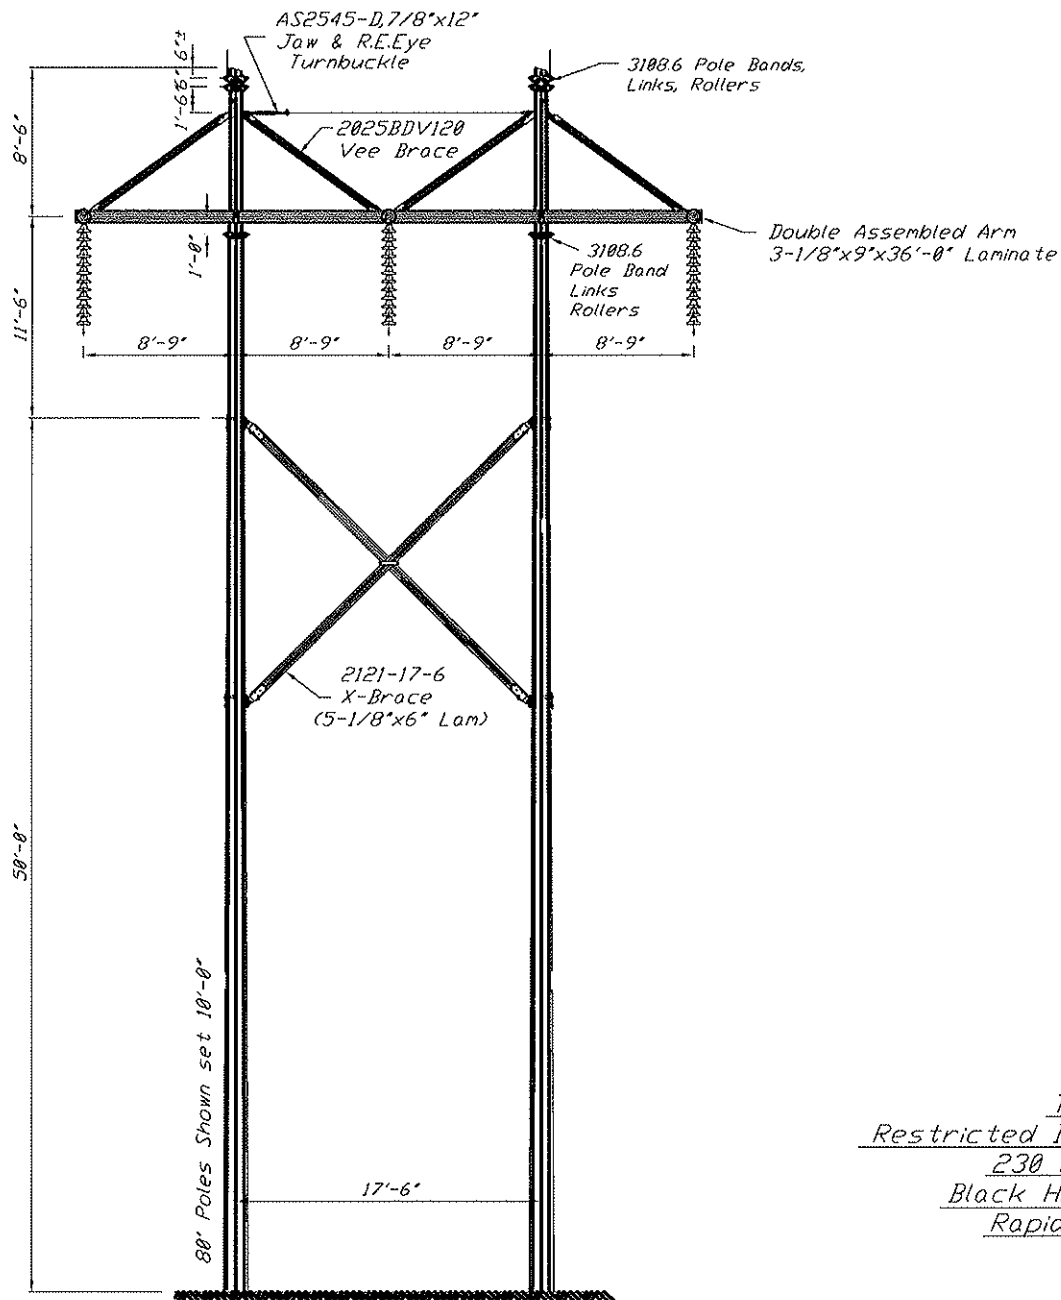 AS2545-D,7/8"x12"
Jaw & R.E.Eye
Turnbuckle
3108.6 Pole Bands,
Links, Rollers
6"±
6"
1'-6"
8'-6"
2025BDV120
Vee Brace
Double Assembled Arm
3-1/8"x9"x36'-0" Laminate
1'-0"
3108.6
Pole Band
Links
Rollers
11'-6"
8'-9"
8'-9"
8'-9"
8'-9"
2121-17-6
X-Brace
(5-1/8"x6" Lam)
50'-0"
80' Poles Shown set 10'-0"
17'-6"
Restricted
230
Black H
Rapid